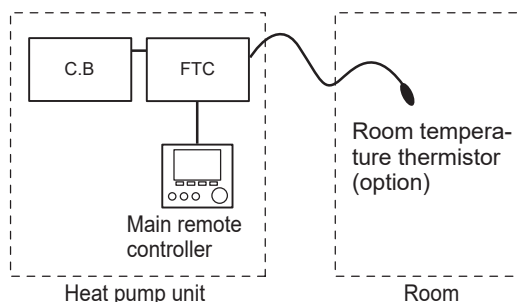 C.B
FTC
Room tempera-
ture thermistor
(option)
Main remote
controller
Heat pump unit
Room